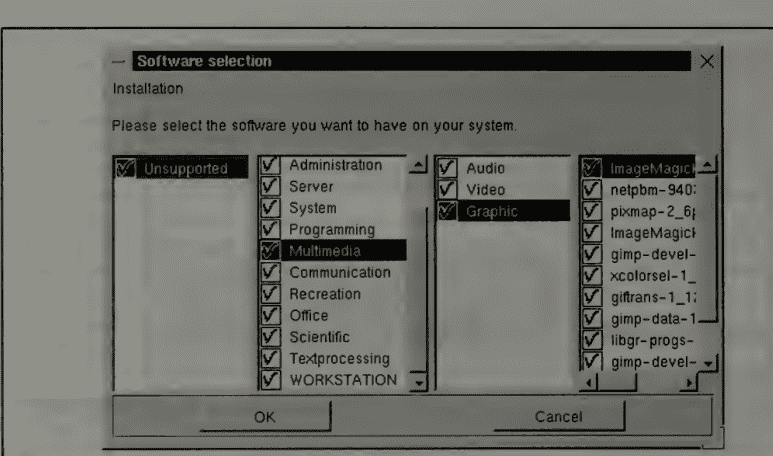 Software selection
Installation
Please select the software you want to have on your system.
Unsupported
Administration
Server
System
Programming
Multimedia
Communication
Recreation
Office
Scientific
Textprocessing
WORKSTATION
Audio
Video
Graphic
ImageMagick
netpbm-940
pixmap-2_6
ImageMagick
gimp-devel-
xcolorsel-1_
giftrans-1_1
gimp-data-1
libgr-progs-
gimp-devel-
OK
Cancel